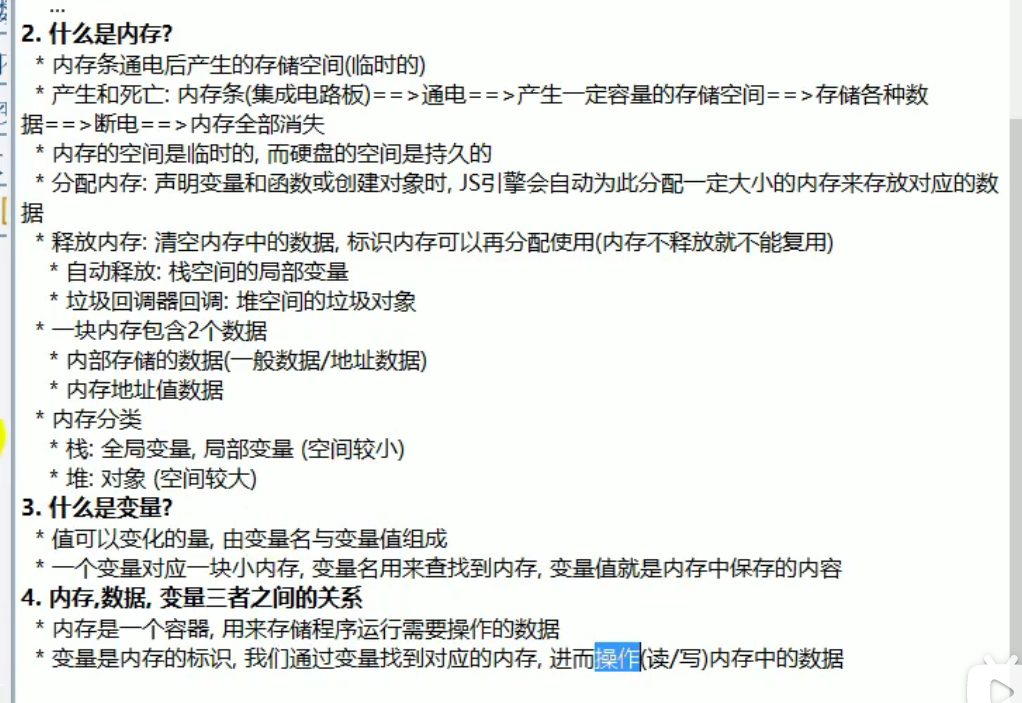 ...
2. 什么是内存?
* 内存条通电后产生的存储空间(临时的)
* 产生和死亡: 内存条(集成电路板)==>通电==>产生一定容量的存储空间==>存储各种数
据==>断电==>内存全部消失
* 内存的空间是临时的, 而硬盘的空间是持久的
* 分配内存: 声明变量和函数或创建对象时, JS引擎会自动为此分配一定大小的内存来存放对应的数
据
* 释放内存: 清空内存中的数据, 标识内存可以再分配使用(内存不释放就不能复用)
* 自动释放: 栈空间的局部变量
* 垃圾回调器回调: 堆空间的垃圾对象
* 一块内存包含2个数据
* 内部存储的数据(一般数据/地址数据)
* 内存地址值数据
* 内存分类
* 栈: 全局变量, 局部变量 (空间较小)
* 堆: 对象 (空间较大)
3. 什么是变量?
* 值可以变化的量, 由变量名与变量值组成
* 一个变量对应一块小内存, 变量名用来查找到内存, 变量值就是内存中保存的内容
4. 内存,数据, 变量三者之间的关系
* 内存是一个容器, 用来存储程序运行需要操作的数据
* 变量是内存的标识, 我们通过变量找到对应的内存, 进而操作(读/写)内存中的数据